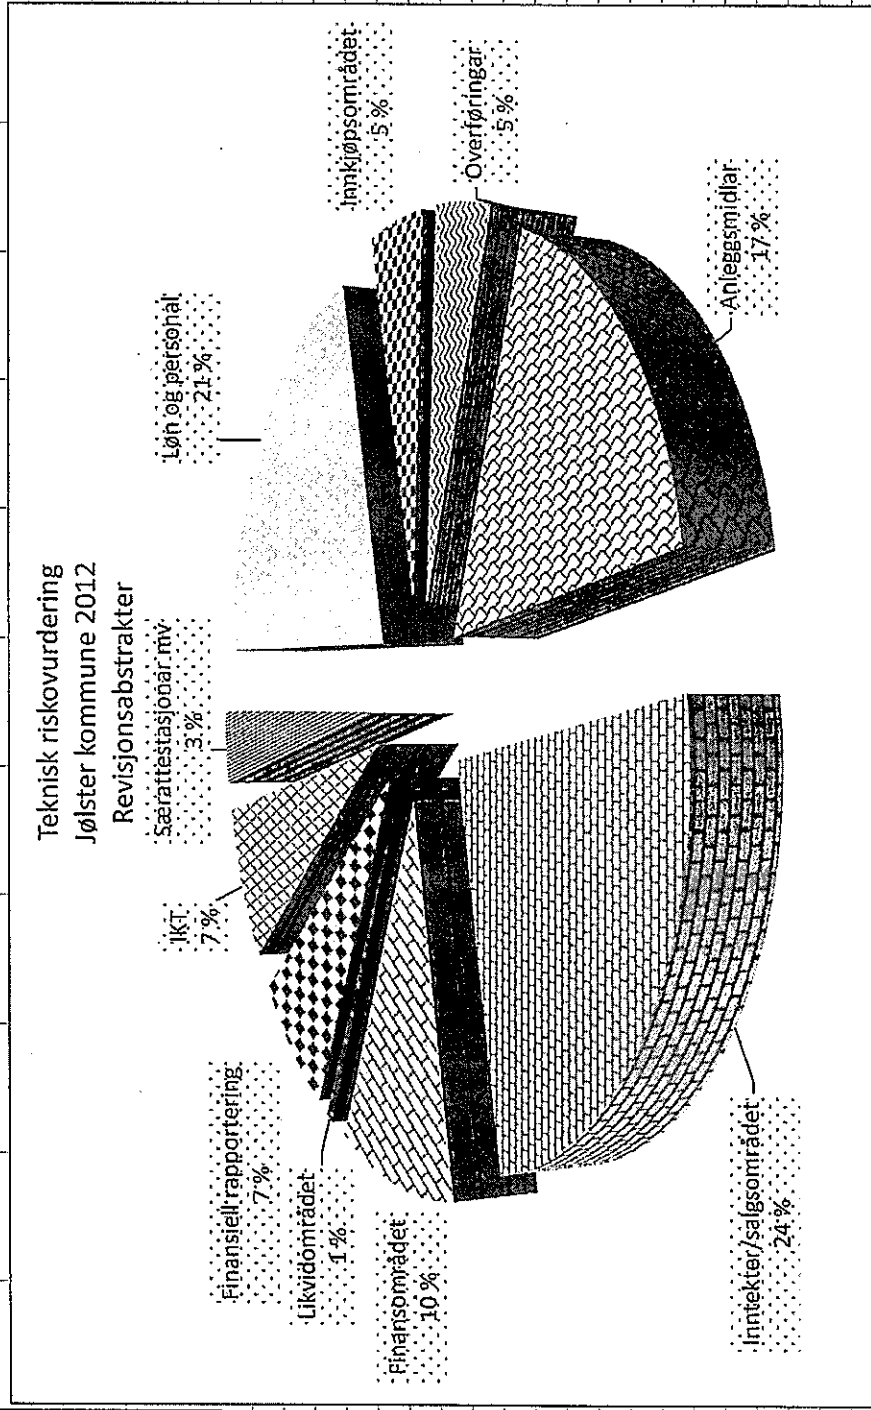 Teknisk riskovurdering
Jølster kommune 2012
Revisjonsabstrakter
Særattestasjonar mv
3 %
Løn og personal
21 %
Innkjøpsområdet
5 %
Overføringar
5 %
Anleggsmidlar
17 %
Inntekter/salgsområdet
24 %
Finansområdet
10 %
Likvidområdet
1 %
Finansiell rapportering
7 %
IKT
7 %